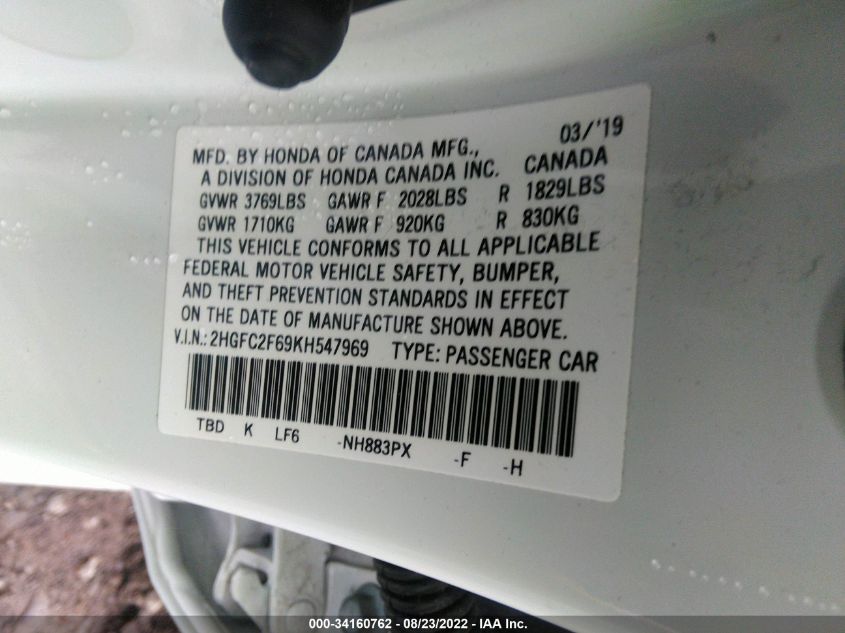 03/'19
MFD. BY HONDA OF CANADA MFG.,
A DIVISION OF HONDA CANADA INC. CANADA
GVWR 3769LBS GAWR F 2028LBS R 1829LBS
GVWR 1710KG GAWR F 920KG R 830KG
THIS VEHICLE CONFORMS TO ALL APPLICABLE
FEDERAL MOTOR VEHICLE SAFETY, BUMPER,
AND THEFT PREVENTION STANDARDS IN EFFECT
ON THE DATE OF MANUFACTURE SHOWN ABOVE.
V.I.N.: 2HGFC2F69KH547969 TYPE: PASSENGER CAR
TBD K LF6 -NH883PX -F -H
000-34160762 - 08/23/2022 - IAA Inc.